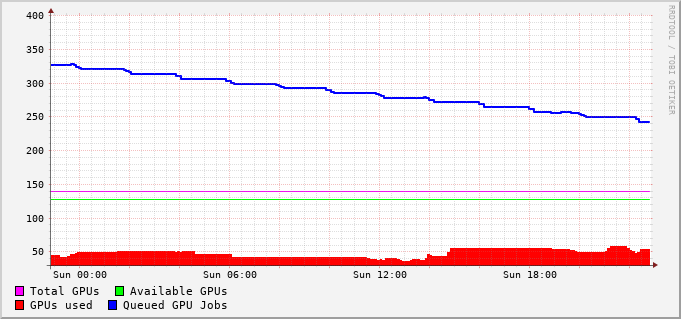 400
350
300
250
200
150
100
50
Sun 00:00 Sun 06:00 Sun 12:00 Sun 18:00
Total GPUs Available GPUs
GPUs used Queued GPU Jobs
RRDTOOL / TOBI OETIKER